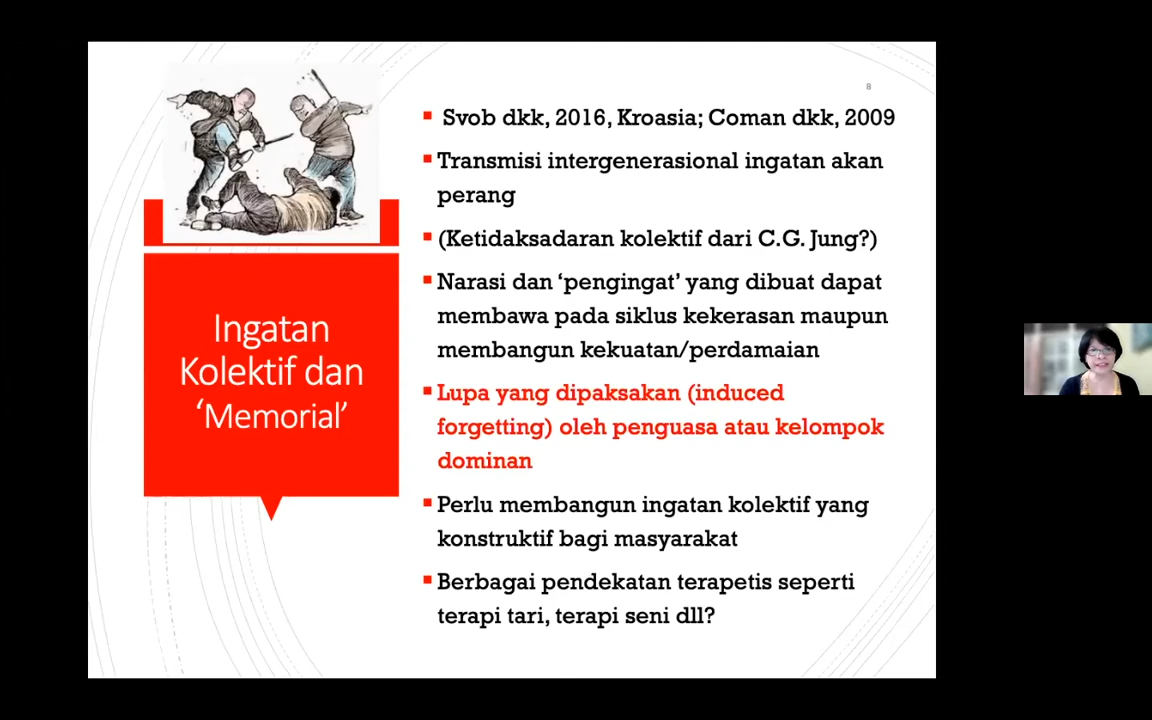 8
Ingatan
Kolektif dan
‘Memorial’
Svob dkk, 2016, Kroasia; Coman dkk, 2009
Transmisi intergenerasional ingatan akan
perang
(Ketidaksadaran kolektif dari C.G. Jung?)
Narasi dan ‘pengingat’ yang dibuat dapat
membawa pada siklus kekerasan maupun
membangun kekuatan/perdamaian
Lupa yang dipaksakan (induced
forgetting) oleh penguasa atau kelompok
dominan
Perlu membangun ingatan kolektif yang
konstruktif bagi masyarakat
Berbagai pendekatan terapetis seperti
terapi tari, terapi seni dll?